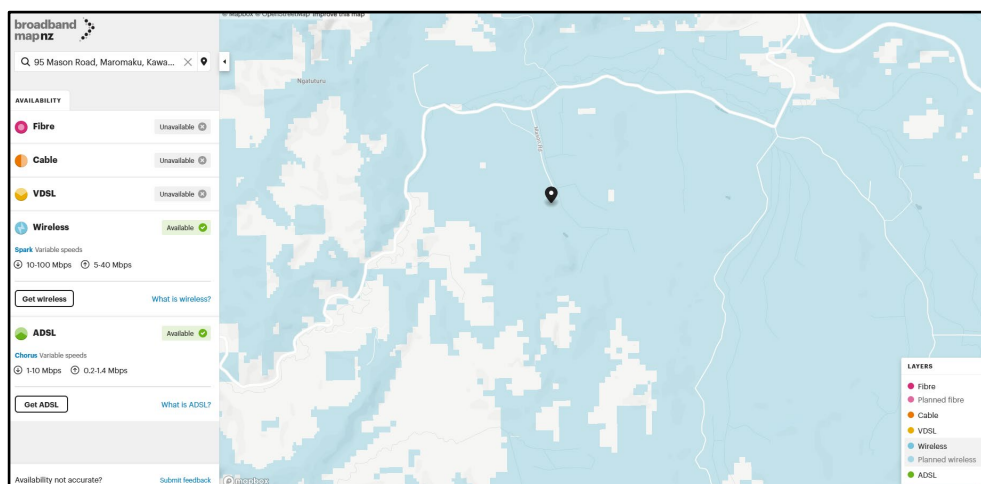 © Mapbox © OpenStreetMap Improve this map
broadband
mapnz
95 Mason Road, Maromaku, Kawa...
AVAILABILITY
Fibre
Unavailable
Cable
Unavailable
VDSL
Unavailable
Wireless
Available
Spark Variable speeds
10-100 Mbps 5-40 Mbps
Get wireless
What is wireless?
ADSL
Available
Chorus Variable speeds
1-10 Mbps 0.2-1.4 Mbps
Get ADSL
What is ADSL?
Availability not accurate?
Submit feedback
Ngatuturu
Mason Rd
mapbox
LAYERS
Fibre
Planned fibre
Cable
VDSL
Wireless
Planned wireless
ADSL